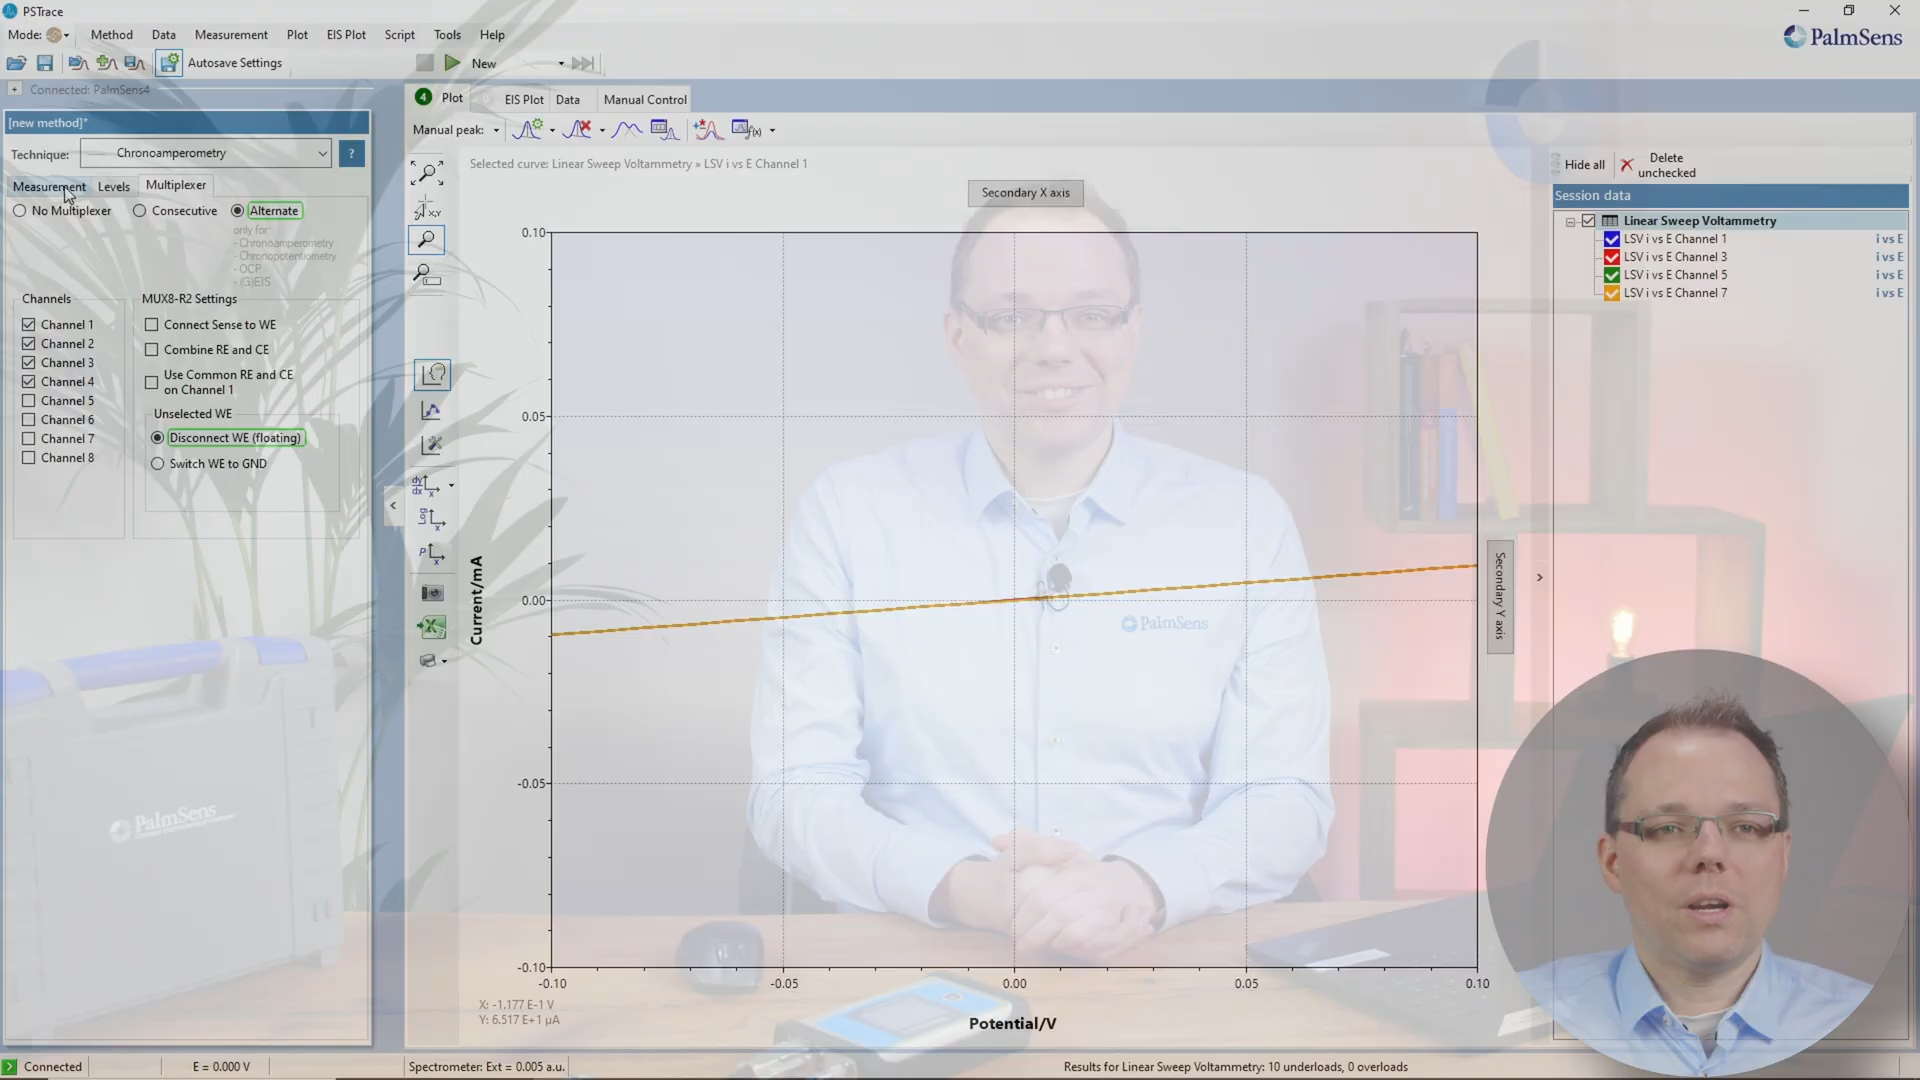 PSTrace
Mode:
Method Data Measurement Plot EIS Plot Script Tools Help
PalmSens
Autosave Settings
New
Connected: PalmSens4
[new method]*
Technique: Chronoamperometry ?
Measurement Levels Multiplexer
No Multiplexer Consecutive Alternate
only for:
- Chronoamperometry
- Chronopotentiometry
- OCP
- (G)EIS
Channels
Channel 1
Channel 2
Channel 3
Channel 4
Channel 5
Channel 6
Channel 7
Channel 8
MUX8-R2 Settings
Connect Sense to WE
Combine RE and CE
Use Common RE and CE
on Channel 1
Unselected WE
Disconnect WE (floating)
Switch WE to GND
4 Plot EIS Plot Data Manual Control
Manual peak:
Selected curve: Linear Sweep Voltammetry » LSV i vs E Channel 1
Secondary X axis
0.10
0.05
0.00
-0.05
-0.10
Current/mA
-0.10 -0.05 0.00 0.05 0.10
Potential/V
Secondary Y axis
X: -1.177 E-1 V
Y: 6.517 E+1 µA
Hide all
Delete
unchecked
Session data
Linear Sweep Voltammetry
LSV i vs E Channel 1 i vs E
LSV i vs E Channel 3 i vs E
LSV i vs E Channel 5 i vs E
LSV i vs E Channel 7 i vs E
PalmSens
PalmSens
Connected
E = 0.000 V
Spectrometer: Ext = 0.005 a.u.
Results for Linear Sweep Voltammetry: 10 underloads, 0 overloads